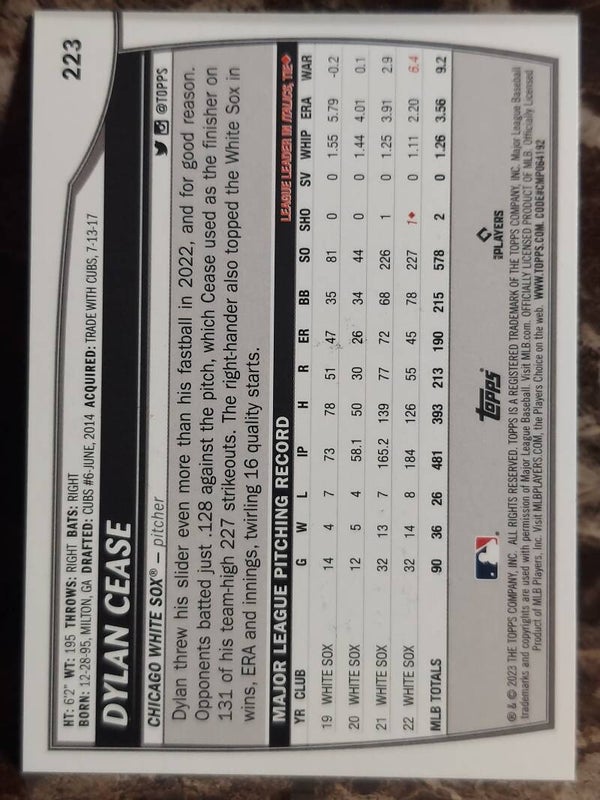 223
HT: 6'2" WT: 195 THROWS: RIGHT BATS: RIGHT
BORN: 12-28-95, MILTON, GA DRAFTED: CUBS #6-JUNE, 2014 ACQUIRED: TRADE WITH CUBS, 7-13-17
DYLAN CEASE
CHICAGO WHITE SOX® – pitcher @TOPPS
Dylan threw his slider even more than his fastball in 2022, and for good reason.
Opponents batted just .128 against the pitch, which Cease used as the finisher on
131 of his team-high 227 strikeouts. The right-hander also topped the White Sox in
wins, ERA and innings, twirling 16 quality starts.
MAJOR LEAGUE PITCHING RECORD LEAGUE LEADER IN ITALICS, TIE♦
YR CLUB G W L IP H R ER BB SO SHO SV WHIP ERA WAR
19 WHITE SOX 14 4 7 73 78 51 47 35 81 0 0 1.55 5.79 -0.2
20 WHITE SOX 12 5 4 58.1 50 30 26 34 44 0 0 1.44 4.01 0.1
21 WHITE SOX 32 13 7 165.2 139 77 72 68 226 1 0 1.25 3.91 2.9
22 WHITE SOX 32 14 8 184 126 55 45 78 227 1♦ 0 1.11 2.20 6.4
MLB TOTALS 90 36 26 481 393 213 190 215 578 2 0 1.26 3.56 9.2
Topps PLAYERS
® & © 2023 THE TOPPS COMPANY, INC. ALL RIGHTS RESERVED. TOPPS IS A REGISTERED TRADEMARK OF THE TOPPS COMPANY, INC. Major League Baseball
trademarks and copyrights are used with permission of Major League Baseball. Visit MLB.com. OFFICIALLY LICENSED PRODUCT OF MLB. Officially Licensed
Product of MLB Players, Inc. Visit MLBPLAYERS.COM, the Players Choice on the web. WWW.TOPPS.COM. CODE#CMP064192